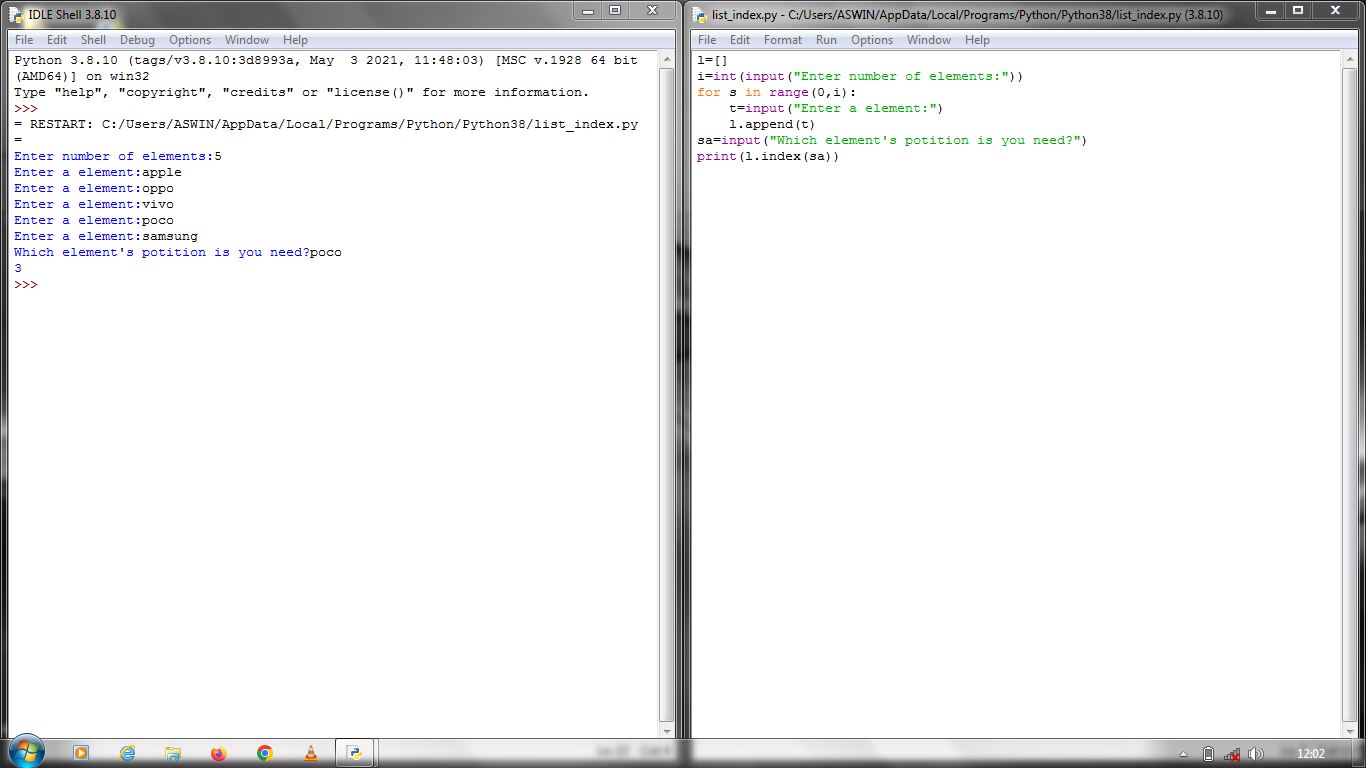 IDLE Shell 3.8.10
File Edit Shell Debug Options Window Help
Python 3.8.10 (tags/v3.8.10:3d8993a, May  3 2021, 11:48:03) [MSC v.1928 64 bit
(AMD64)] on win32
Type "help", "copyright", "credits" or "license()" for more information.
>>>
= RESTART: C:/Users/ASWIN/AppData/Local/Programs/Python/Python38/list_index.py
=
Enter number of elements:5
Enter a element:apple
Enter a element:oppo
Enter a element:vivo
Enter a element:poco
Enter a element:samsung
Which element's potition is you need?poco
3
>>>
list_index.py - C:/Users/ASWIN/AppData/Local/Programs/Python/Python38/list_index.py (3.8.10)
File Edit Format Run Options Window Help
l=[]
i=int(input("Enter number of elements:"))
for s in range(0,i):
    t=input("Enter a element:")
    l.append(t)
sa=input("Which element's potition is you need?")
print(l.index(sa))
12:02